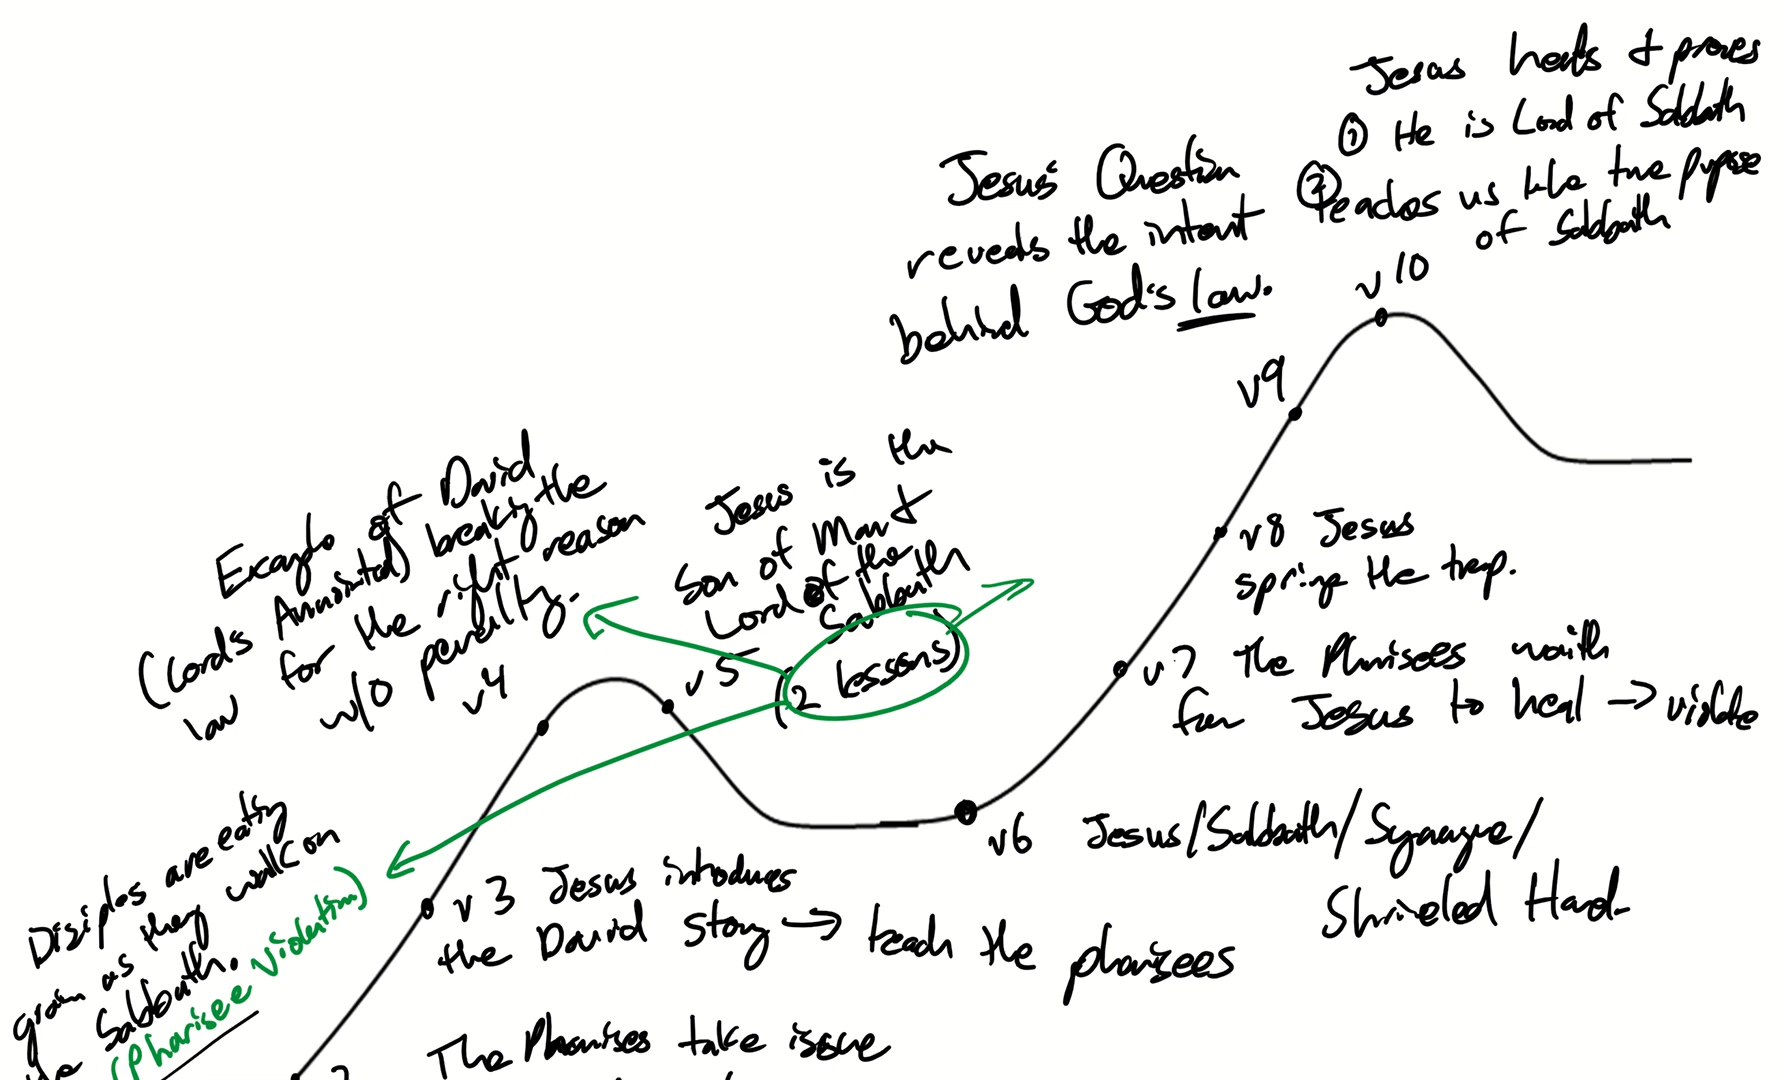 Jesus heals & proves
① He is Lord of Sabbath
② Teaches us the true purpose
of Sabbath
v10
Jesus' Question
reveals the intent
behind God's law.
v9
Example of David
(Lord's Annointed) breaking the
law for the right reason
w/o penalty.
v4
Jesus is the
Son of Man &
Lord of the
Sabbath
(2 lessons)
v5
v8 Jesus
springs the trap.
v7 The Pharisees waith
for Jesus to heal → violate
v6 Jesus/Sabbath/Synagogue/
Shriveled Hand
Disciples are eating
grain as they walk on
the Sabbath.
(Pharisee violation)
v3 Jesus introduces
the David story → teach the pharisees
The Pharisees take issue